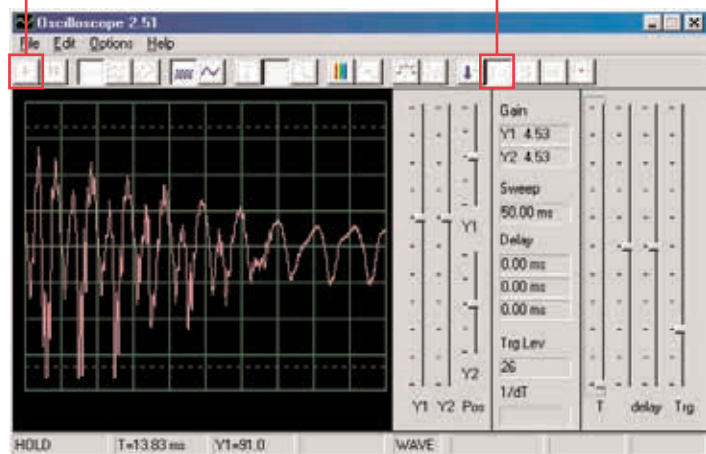 Oscilloscope 2.51
File Edit Options Help
Gain
Y1 4.53
Y2 4.53
Sweep
50.00 ms
Delay
0.00 ms
0.00 ms
0.00 ms
Trg Lev
26
1/dT
Y1
Y2
Y1 Y2 Pos
T delay Trg
HOLD T=13.83 ms Y1=91.0 WAVE